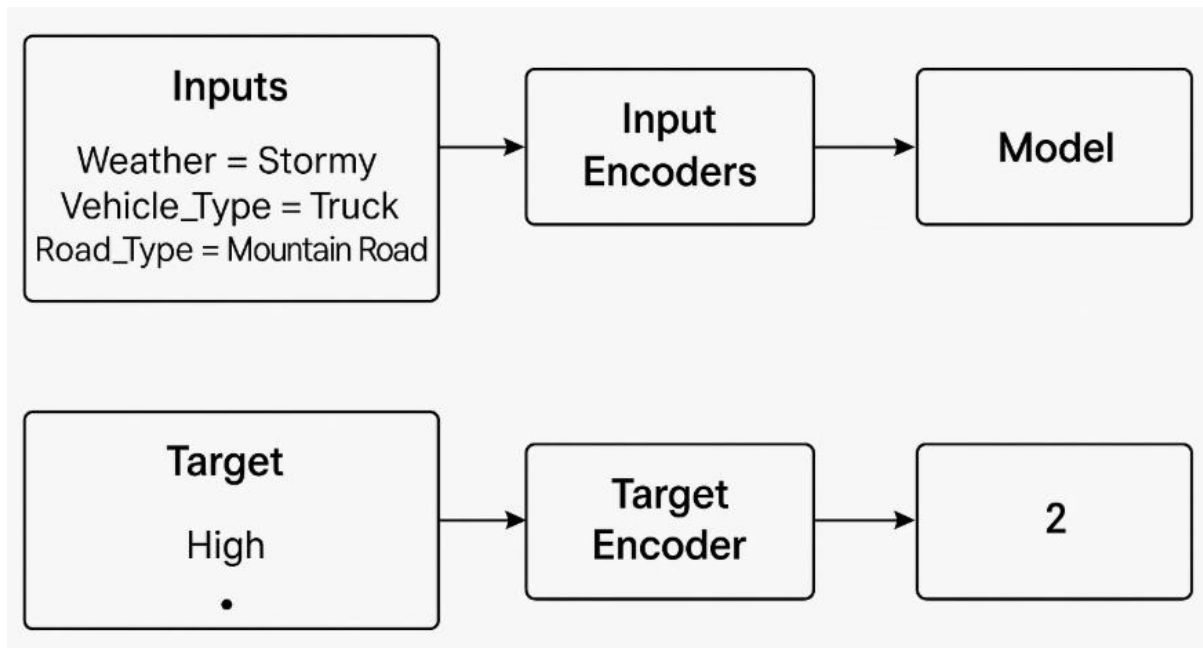 Inputs
Weather = Stormy
Vehicle_Type = Truck
Road_Type = Mountain Road
Input
Encoders
Model
Target
High
•
Target
Encoder
2